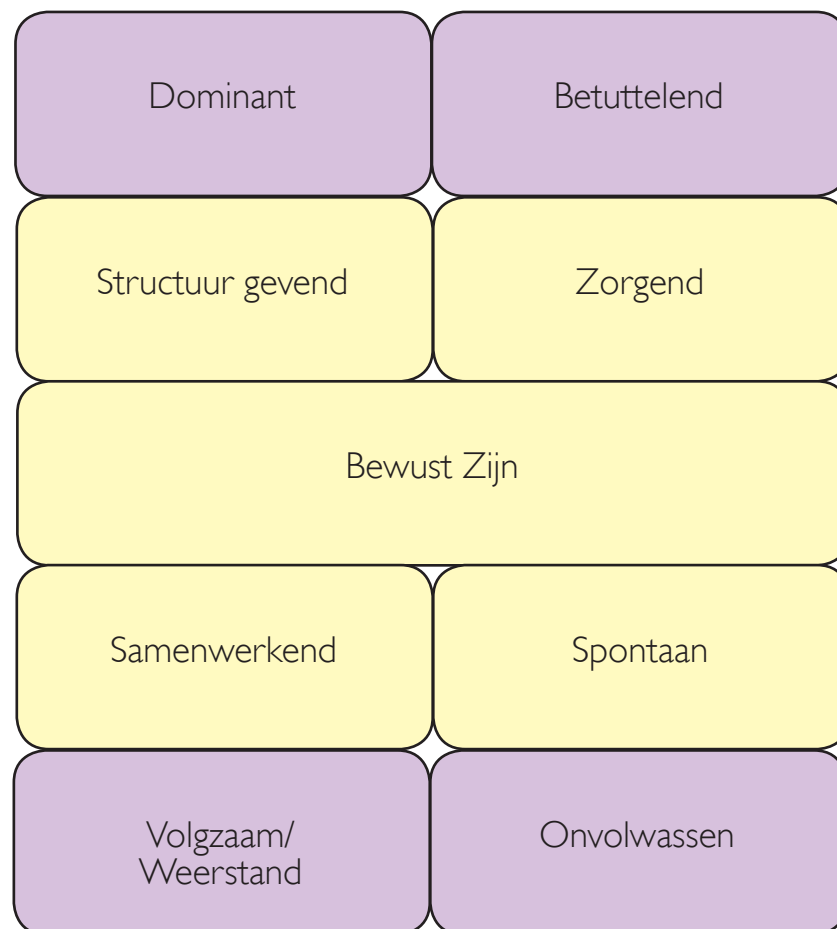 Dominant
Betuttelend
Structuur gevend
Zorgend
Bewust Zijn
Samenwerkend
Spontaan
Volgzaam/
Weerstand
Onvolwassen